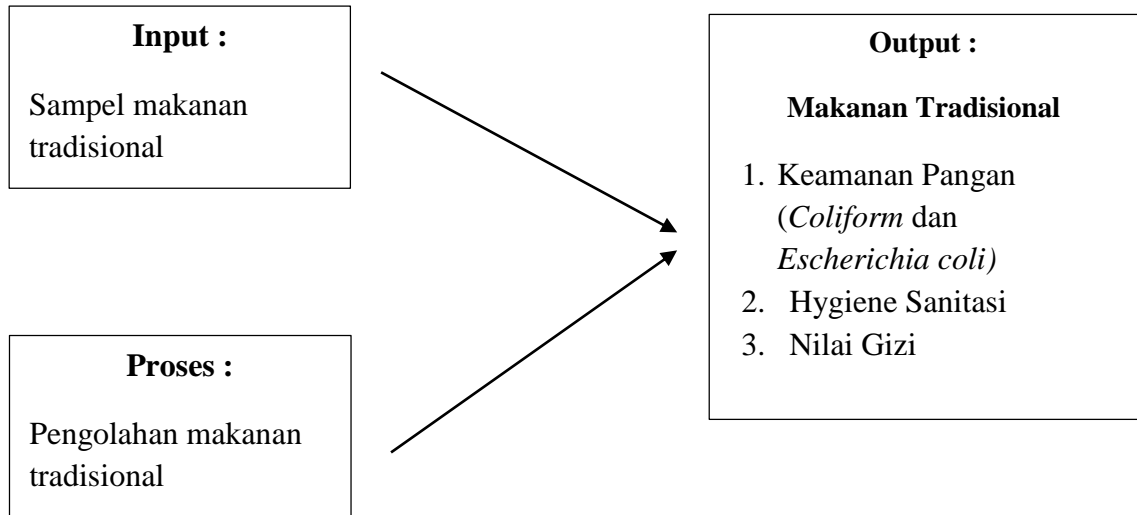 Input :
Sampel makanan
tradisional
Proses :
Pengolahan makanan
tradisional
Output :
Makanan Tradisional
1. Keamanan Pangan
(Coliform dan
Escherichia coli)
2. Hygiene Sanitasi
3. Nilai Gizi